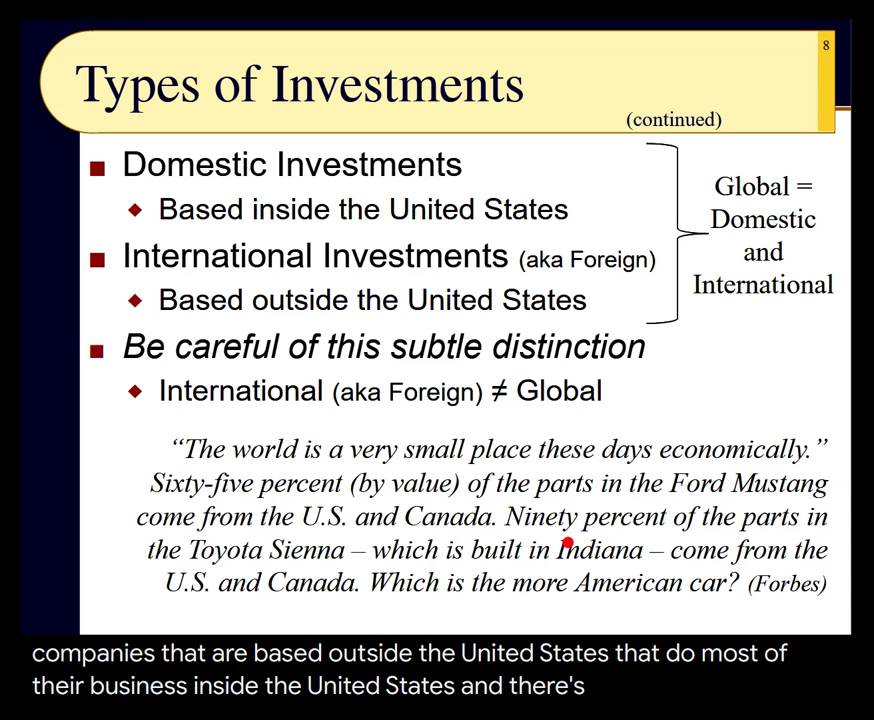 8
Types of Investments
(continued)
■ Domestic Investments
◆ Based inside the United States
■ International Investments (aka Foreign)
◆ Based outside the United States
Global =
Domestic
and
International
■ Be careful of this subtle distinction
◆ International (aka Foreign) ≠ Global
“The world is a very small place these days economically.”
Sixty-five percent (by value) of the parts in the Ford Mustang
come from the U.S. and Canada. Ninety percent of the parts in
the Toyota Sienna – which is built in Indiana – come from the
U.S. and Canada. Which is the more American car? (Forbes)
companies that are based outside the United States that do most of
their business inside the United States and there's